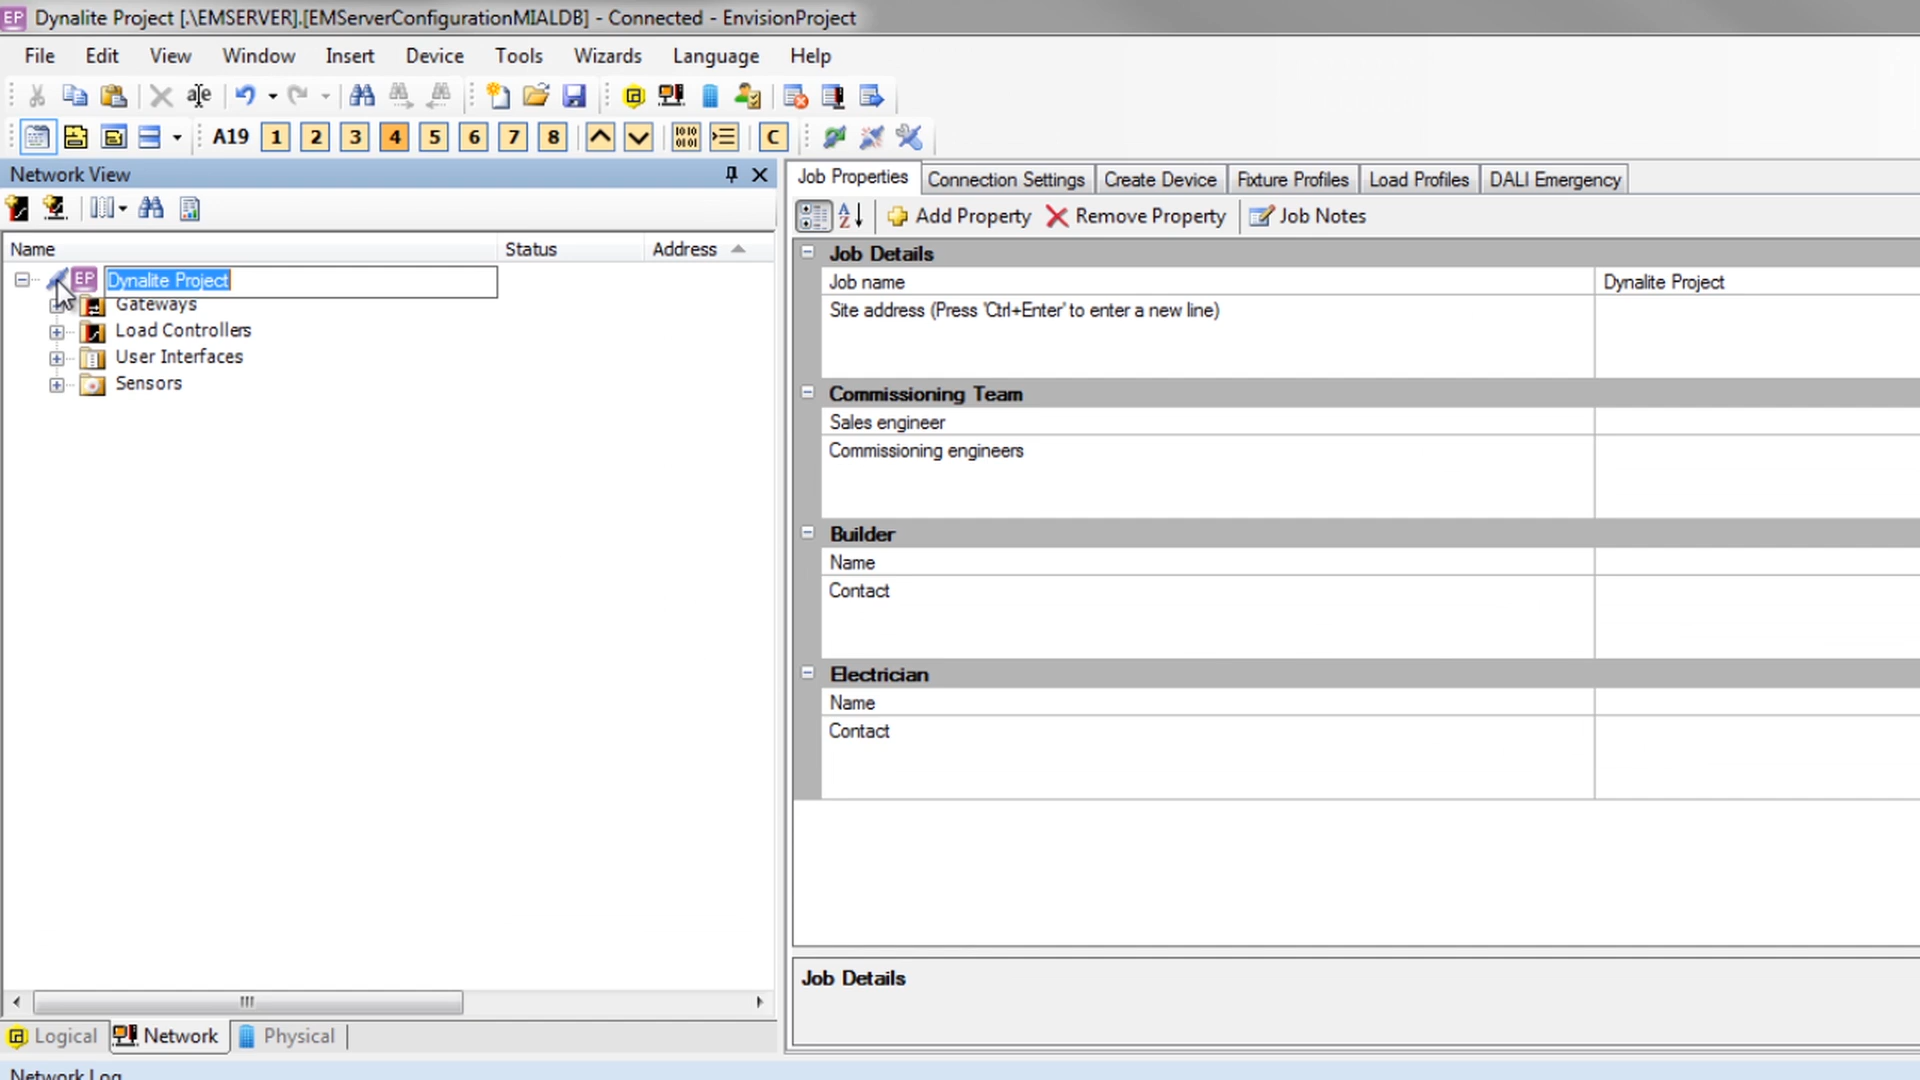 EP Dynalite Project [.\EMSERVER].[EMServerConfigurationMIALDB] - Connected - EnvisionProject
File Edit View Window Insert Device Tools Wizards Language Help
A19 1 2 3 4 5 6 7 8 C
Network View
Job Properties Connection Settings Create Device Fixture Profiles Load Profiles DALI Emergency
Add Property Remove Property Job Notes
Name Status Address
EP Dynalite Project
Gateways
Load Controllers
User Interfaces
Sensors
Job Details
Job name Dynalite Project
Site address (Press 'Ctrl+Enter' to enter a new line)
Commissioning Team
Sales engineer
Commissioning engineers
Builder
Name
Contact
Electrician
Name
Contact
Job Details
Logical Network Physical
Network Log